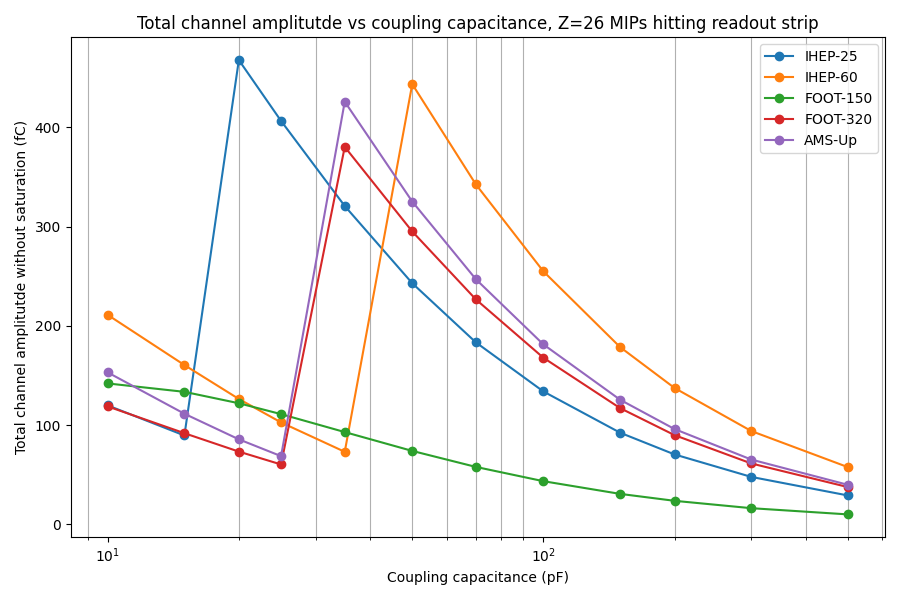 Total channel amplitutde vs coupling capacitance, Z=26 MIPs hitting readout strip
Total channel amplitutde without saturation (fC)
400
300
200
100
0
IHEP-25
IHEP-60
FOOT-150
FOOT-320
AMS-Up
10¹
10²
Coupling capacitance (pF)